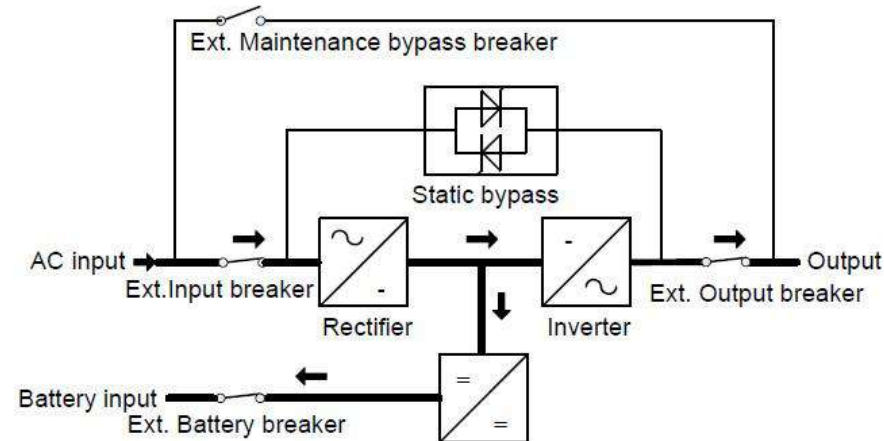 Ext. Maintenance bypass breaker
Static bypass
AC input
Output
Ext.Input breaker
Ext. Output breaker
Rectifier
Inverter
Battery input
Ext. Battery breaker